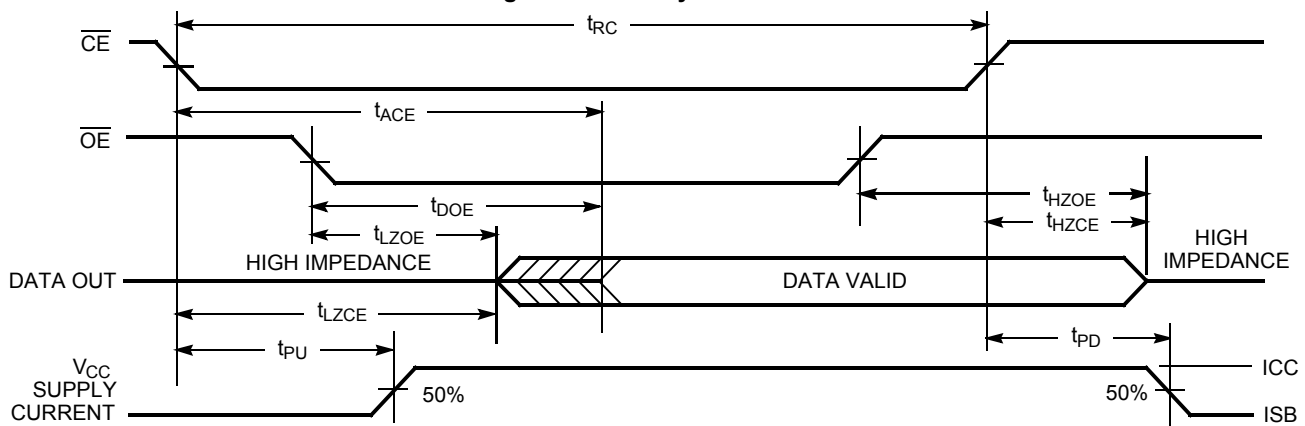 tRC
CE
tACE
OE
tDOE
tHZOE
tLZOE
tHZCE
HIGH IMPEDANCE
HIGH
IMPEDANCE
DATA OUT
DATA VALID
tLZCE
tPU
tPD
VCC
SUPPLY
CURRENT
50%
50%
ICC
ISB